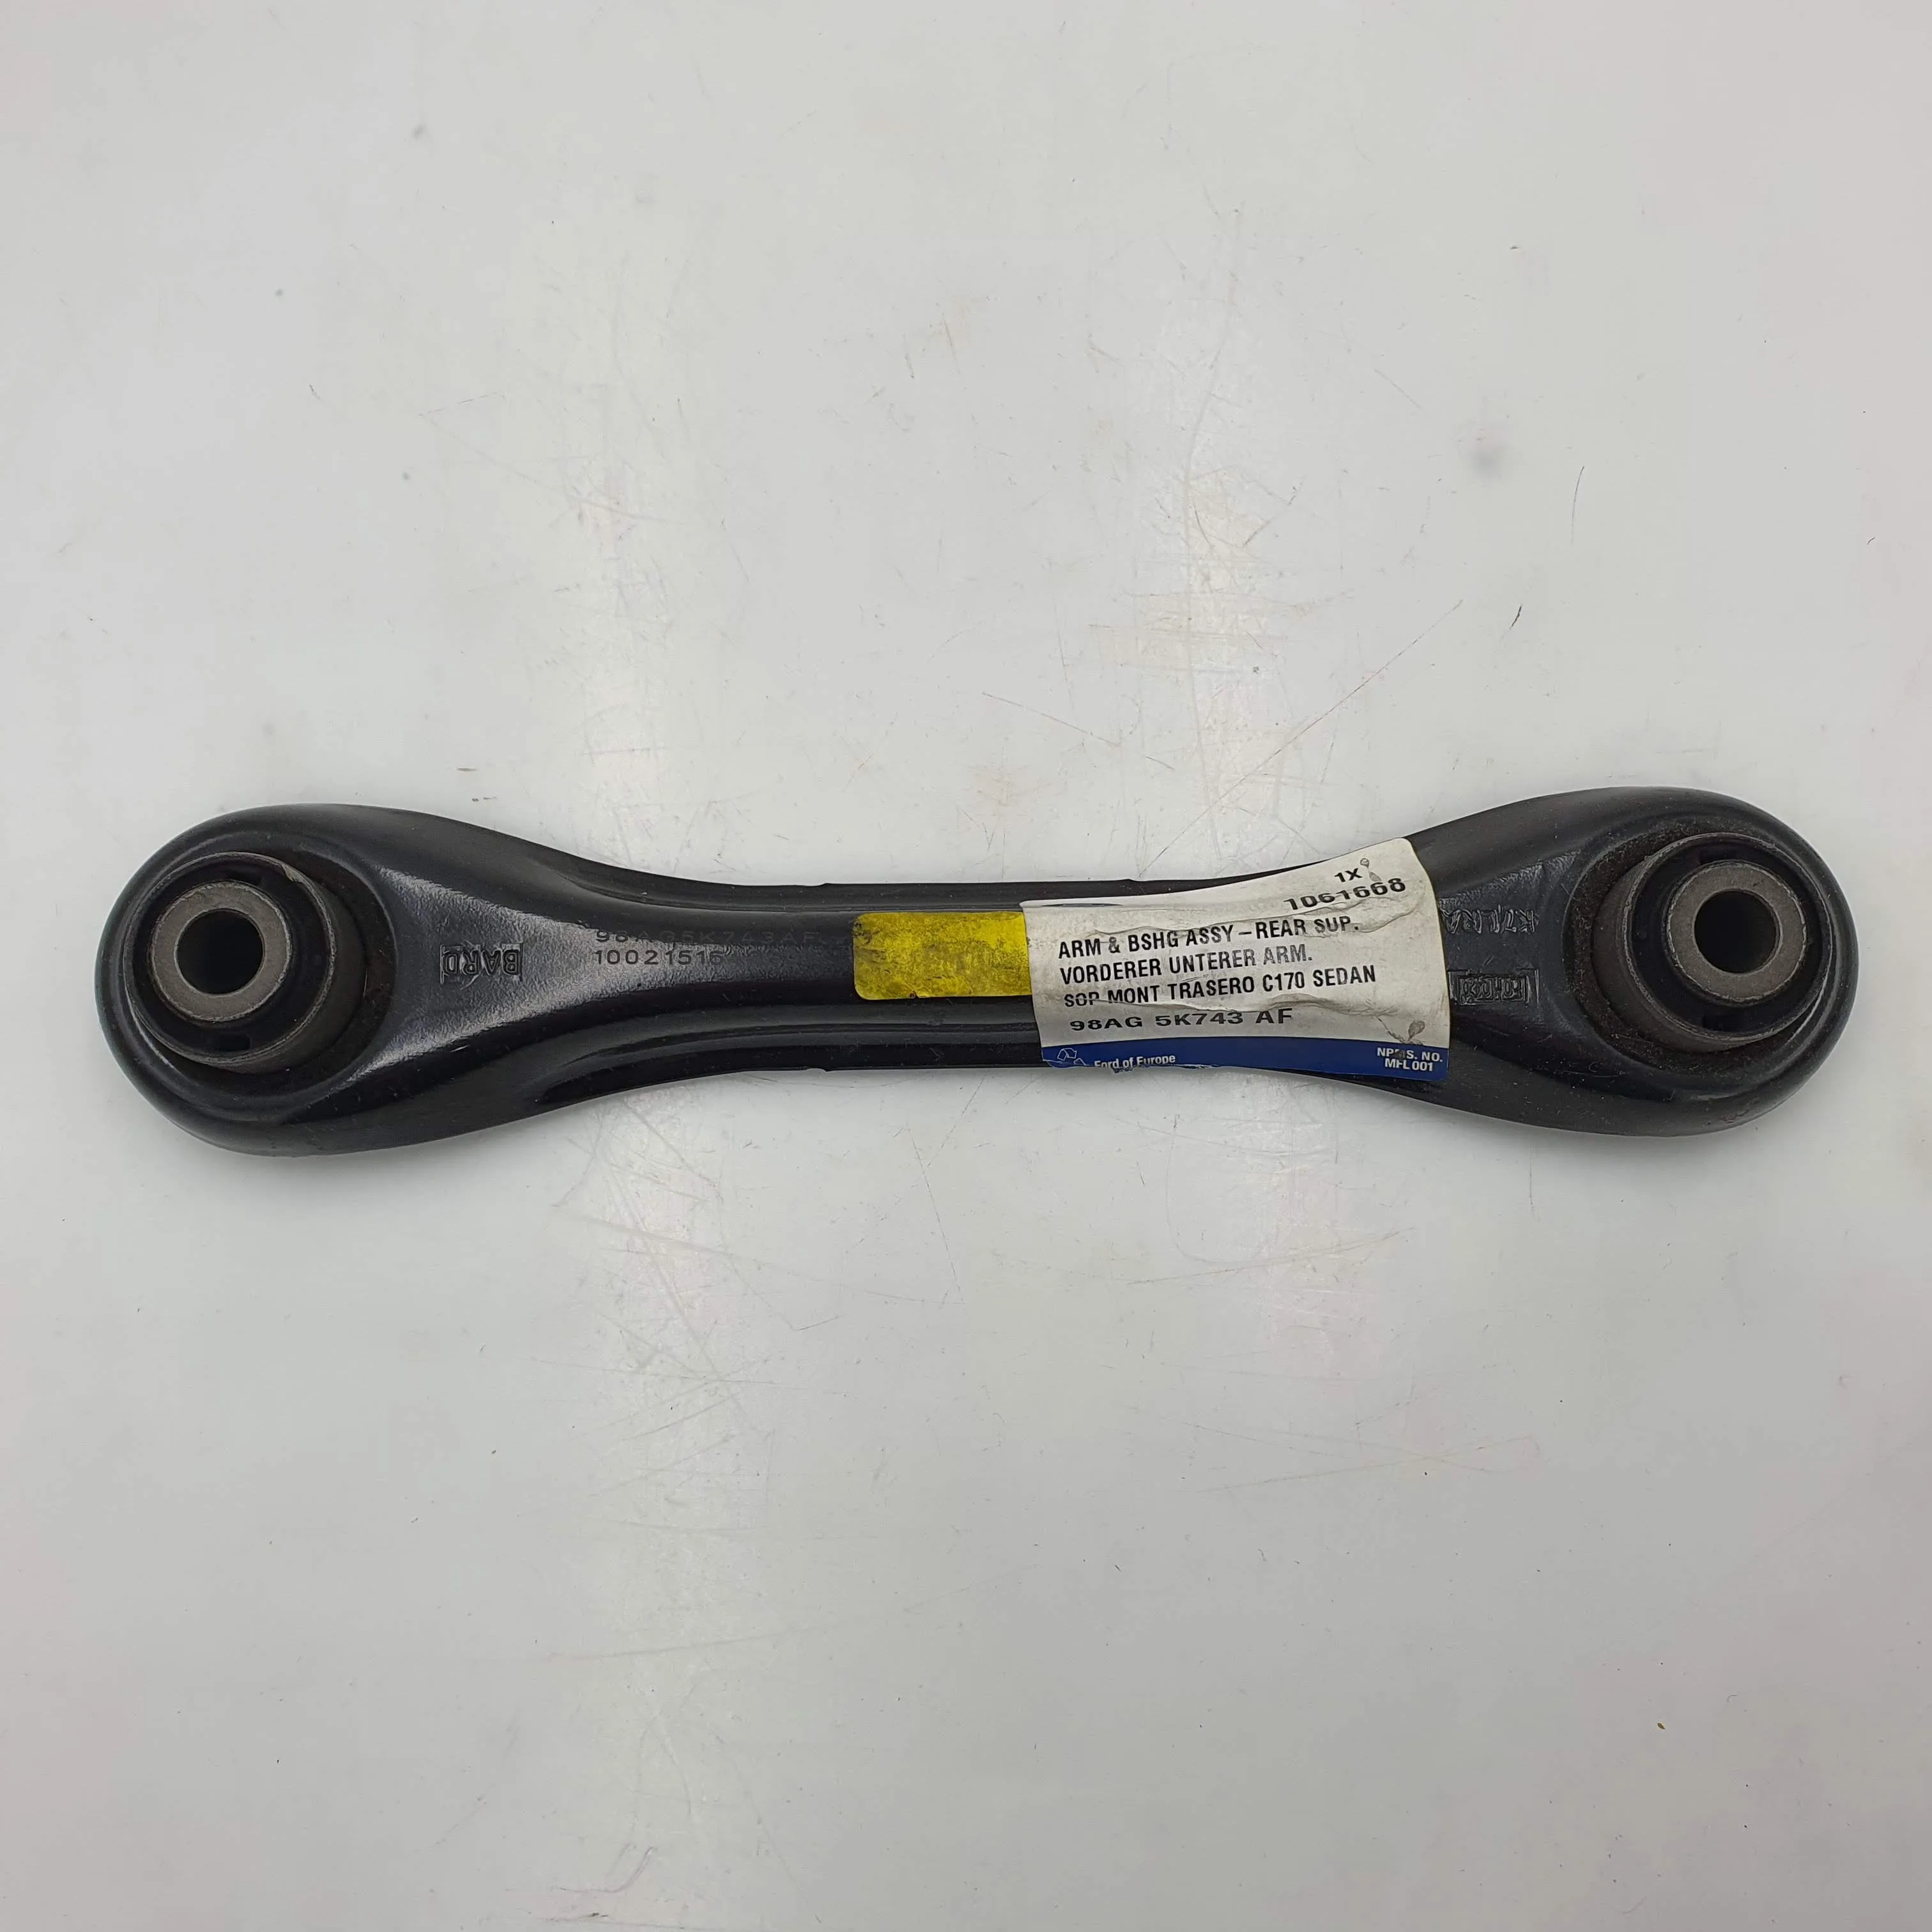 98AG5K743AF
10021516
BARD
1X
1061668
ARM & BSHG ASSY-REAR SUP.
VORDERER UNTERER ARM.
SOP MONT TRASERO C170 SEDAN
98AG 5K743 AF
Ford of Europe
NPMS. NO.
MFL 001